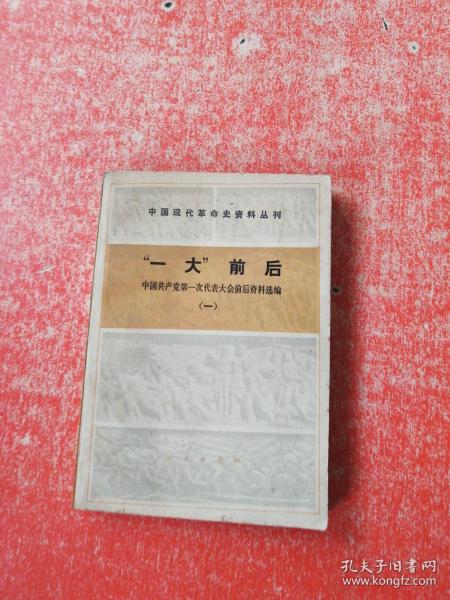 中国现代革命史资料丛刊
“一大”前后
中国共产党第一次代表大会前后资料选编
(一)
人民出版社
孔夫子旧书网
www.kongfz.com